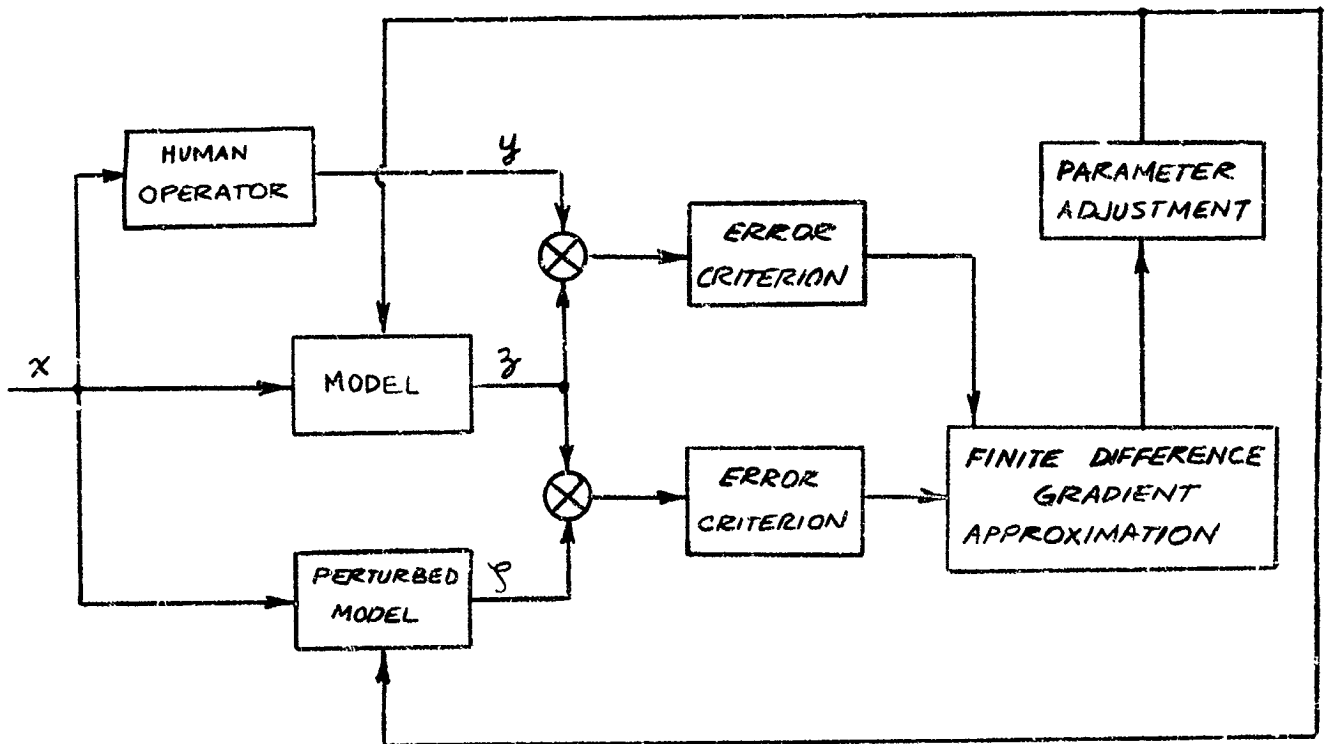 HUMAN
OPERATOR
y
PARAMETER
ADJUSTMENT
ERROR
CRITERION
x
MODEL
z
FINITE DIFFERENCE
GRADIENT
APPROXIMATION
ERROR
CRITERION
PERTURBED
MODEL
ζ